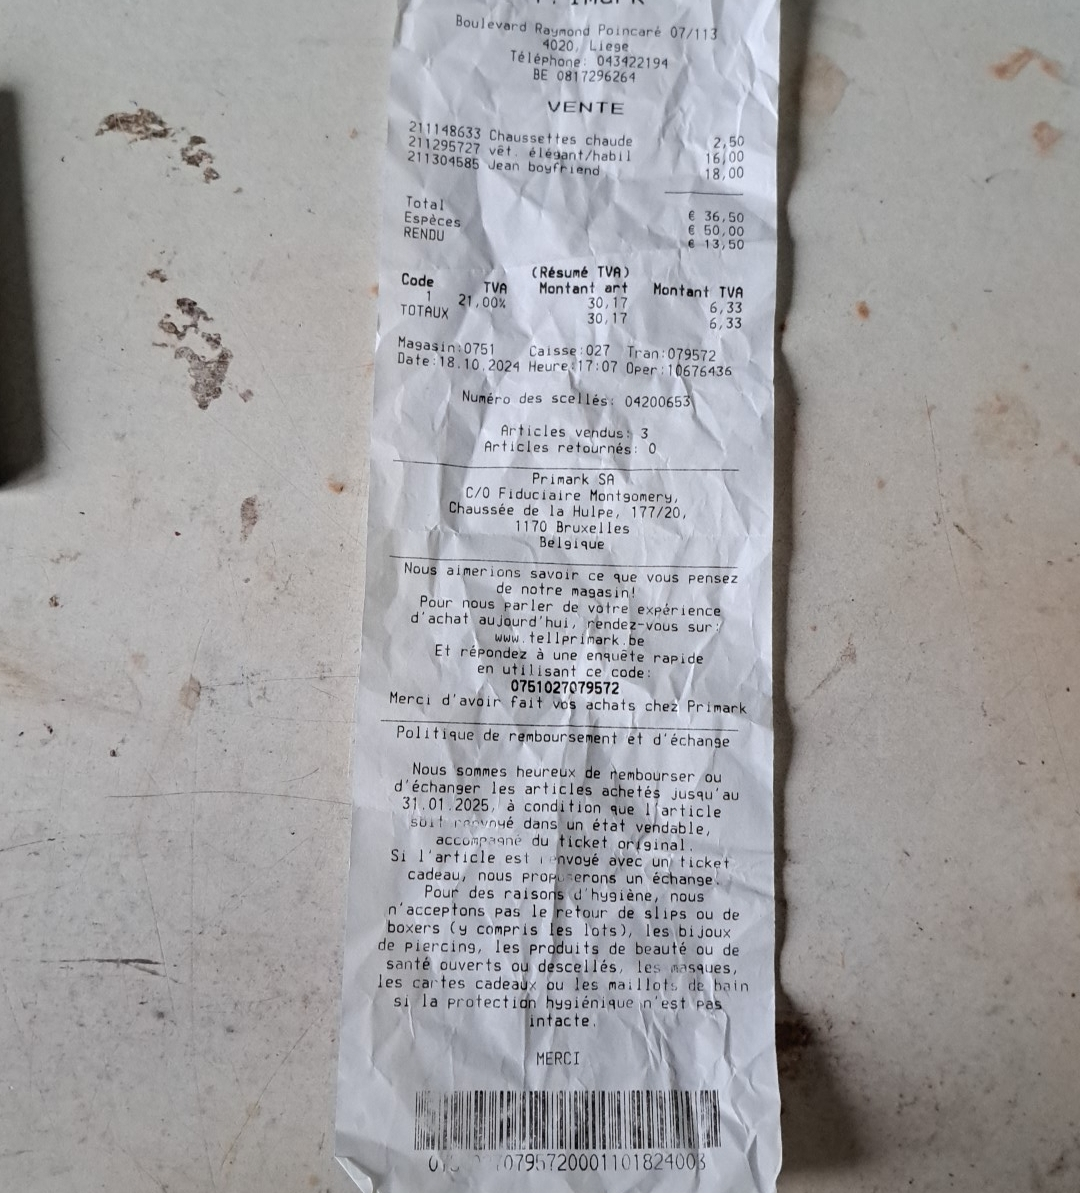 Boulevard Raymond Poincaré 07/113
4020, Liege
Téléphone: 043422194
BE 0817296264
VENTE
211148633 Chaussettes chaude 2,50
211295727 vêt. élégant/habil 16,00
211304585 Jean boyfriend 18,00
Total € 36,50
Espèces € 50,00
RENDU € 13,50
(Résumé TVA)
Code TVA Montant art Montant TVA
1 21,00% 30,17 6,33
TOTAUX 30,17 6,33
Magasin:0751 Caisse:027 Tran:079572
Date:18.10.2024 Heure:17:07 Oper:10676436
Numéro des scellés: 04200653
Articles vendus: 3
Articles retournés: 0
Primark SA
C/O Fiduciaire Montgomery,
Chaussée de la Hulpe, 177/20,
1170 Bruxelles
Belgique
Nous aimerions savoir ce que vous pensez
de notre magasin!
Pour nous parler de votre expérience
d'achat aujourd'hui, rendez-vous sur:
www.tellprimark.be
Et répondez à une enquête rapide
en utilisant ce code:
0751027079572
Merci d'avoir fait vos achats chez Primark
Politique de remboursement et d'échange
Nous sommes heureux de rembourser ou
d'échanger les articles achetés jusqu'au
31.01.2025, à condition que l'article
soit renvoyé dans un état vendable,
accompagné du ticket original.
Si l'article est renvoyé avec un ticket
cadeau, nous proposerons un échange.
Pour des raisons d'hygiène, nous
n'acceptons pas le retour de slips ou de
boxers (y compris les lots), les bijoux
de piercing, les produits de beauté ou de
santé ouverts ou descellés, les masques,
les cartes cadeaux ou les maillots de bain
si la protection hygiénique n'est pas
intacte.
MERCI